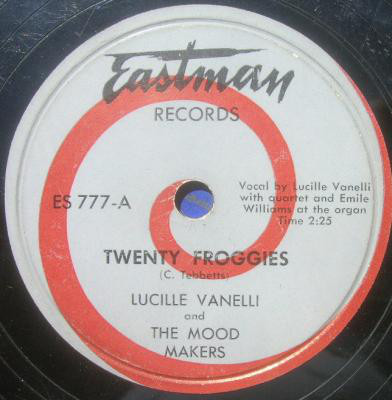 Eastman
RECORDS
ES 777-A
Vocal by Lucille Vanelli
with quartet and Emile
Williams at the organ
Time 2:25
TWENTY FROGGIES
(C. Tebbetts)
LUCILLE VANELLI
and
THE MOOD
MAKERS